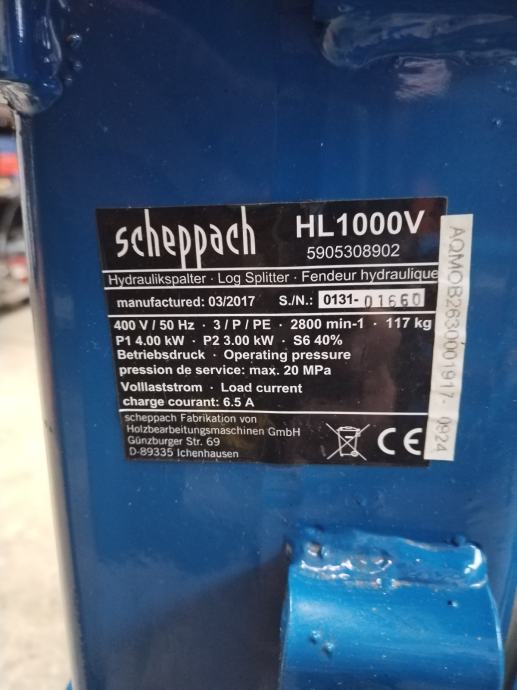 scheppach HL1000V
5905308902
Hydraulikspalter · Log Splitter · Fendeur hydraulique
manufactured: 03/2017 S./N.: 0131- 01660
400 V / 50 Hz · 3 / P / PE · 2800 min-1 · 117 kg
P1 4.00 kW · P2 3.00 kW · S6 40%
Betriebsdruck · Operating pressure
pression de service: max. 20 MPa
Volllaststrom · Load current
charge courant: 6.5 A
scheppach Fabrikation von
Holzbearbeitungsmaschinen GmbH
Günzburger Str. 69
D-89335 Ichenhausen
CE
AQMOB2630001917- 0924